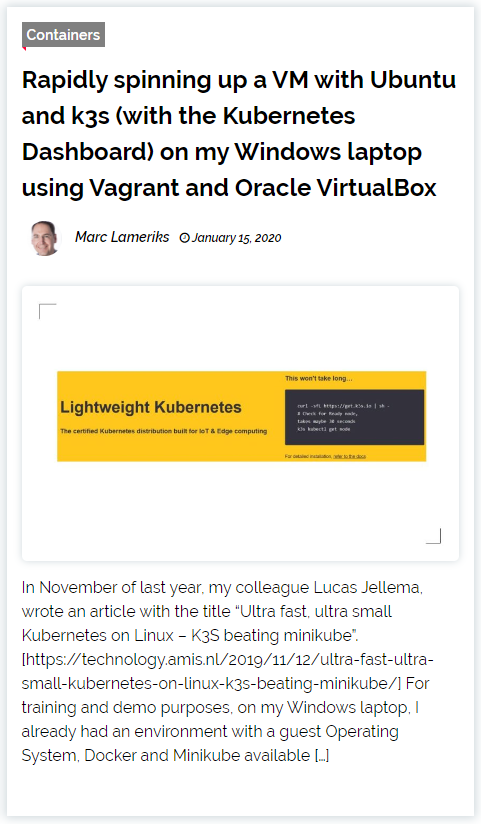 Containers
Rapidly spinning up a VM with Ubuntu
and k3s (with the Kubernetes
Dashboard) on my Windows laptop
using Vagrant and Oracle VirtualBox
Marc Lameriks January 15, 2020
This won't take long...
curl -sfL https://get.k3s.io | sh -
# Check for Ready node,
takes maybe 30 seconds
k3s kubectl get node
Lightweight Kubernetes
The certified Kubernetes distribution built for IoT & Edge computing
For detailed installation, refer to the docs
In November of last year, my colleague Lucas Jellema,
wrote an article with the title “Ultra fast, ultra small
Kubernetes on Linux – K3S beating minikube”.
[https://technology.amis.nl/2019/11/12/ultra-fast-ultra-
small-kubernetes-on-linux-k3s-beating-minikube/] For
training and demo purposes, on my Windows laptop, I
already had an environment with a guest Operating
System, Docker and Minikube available […]